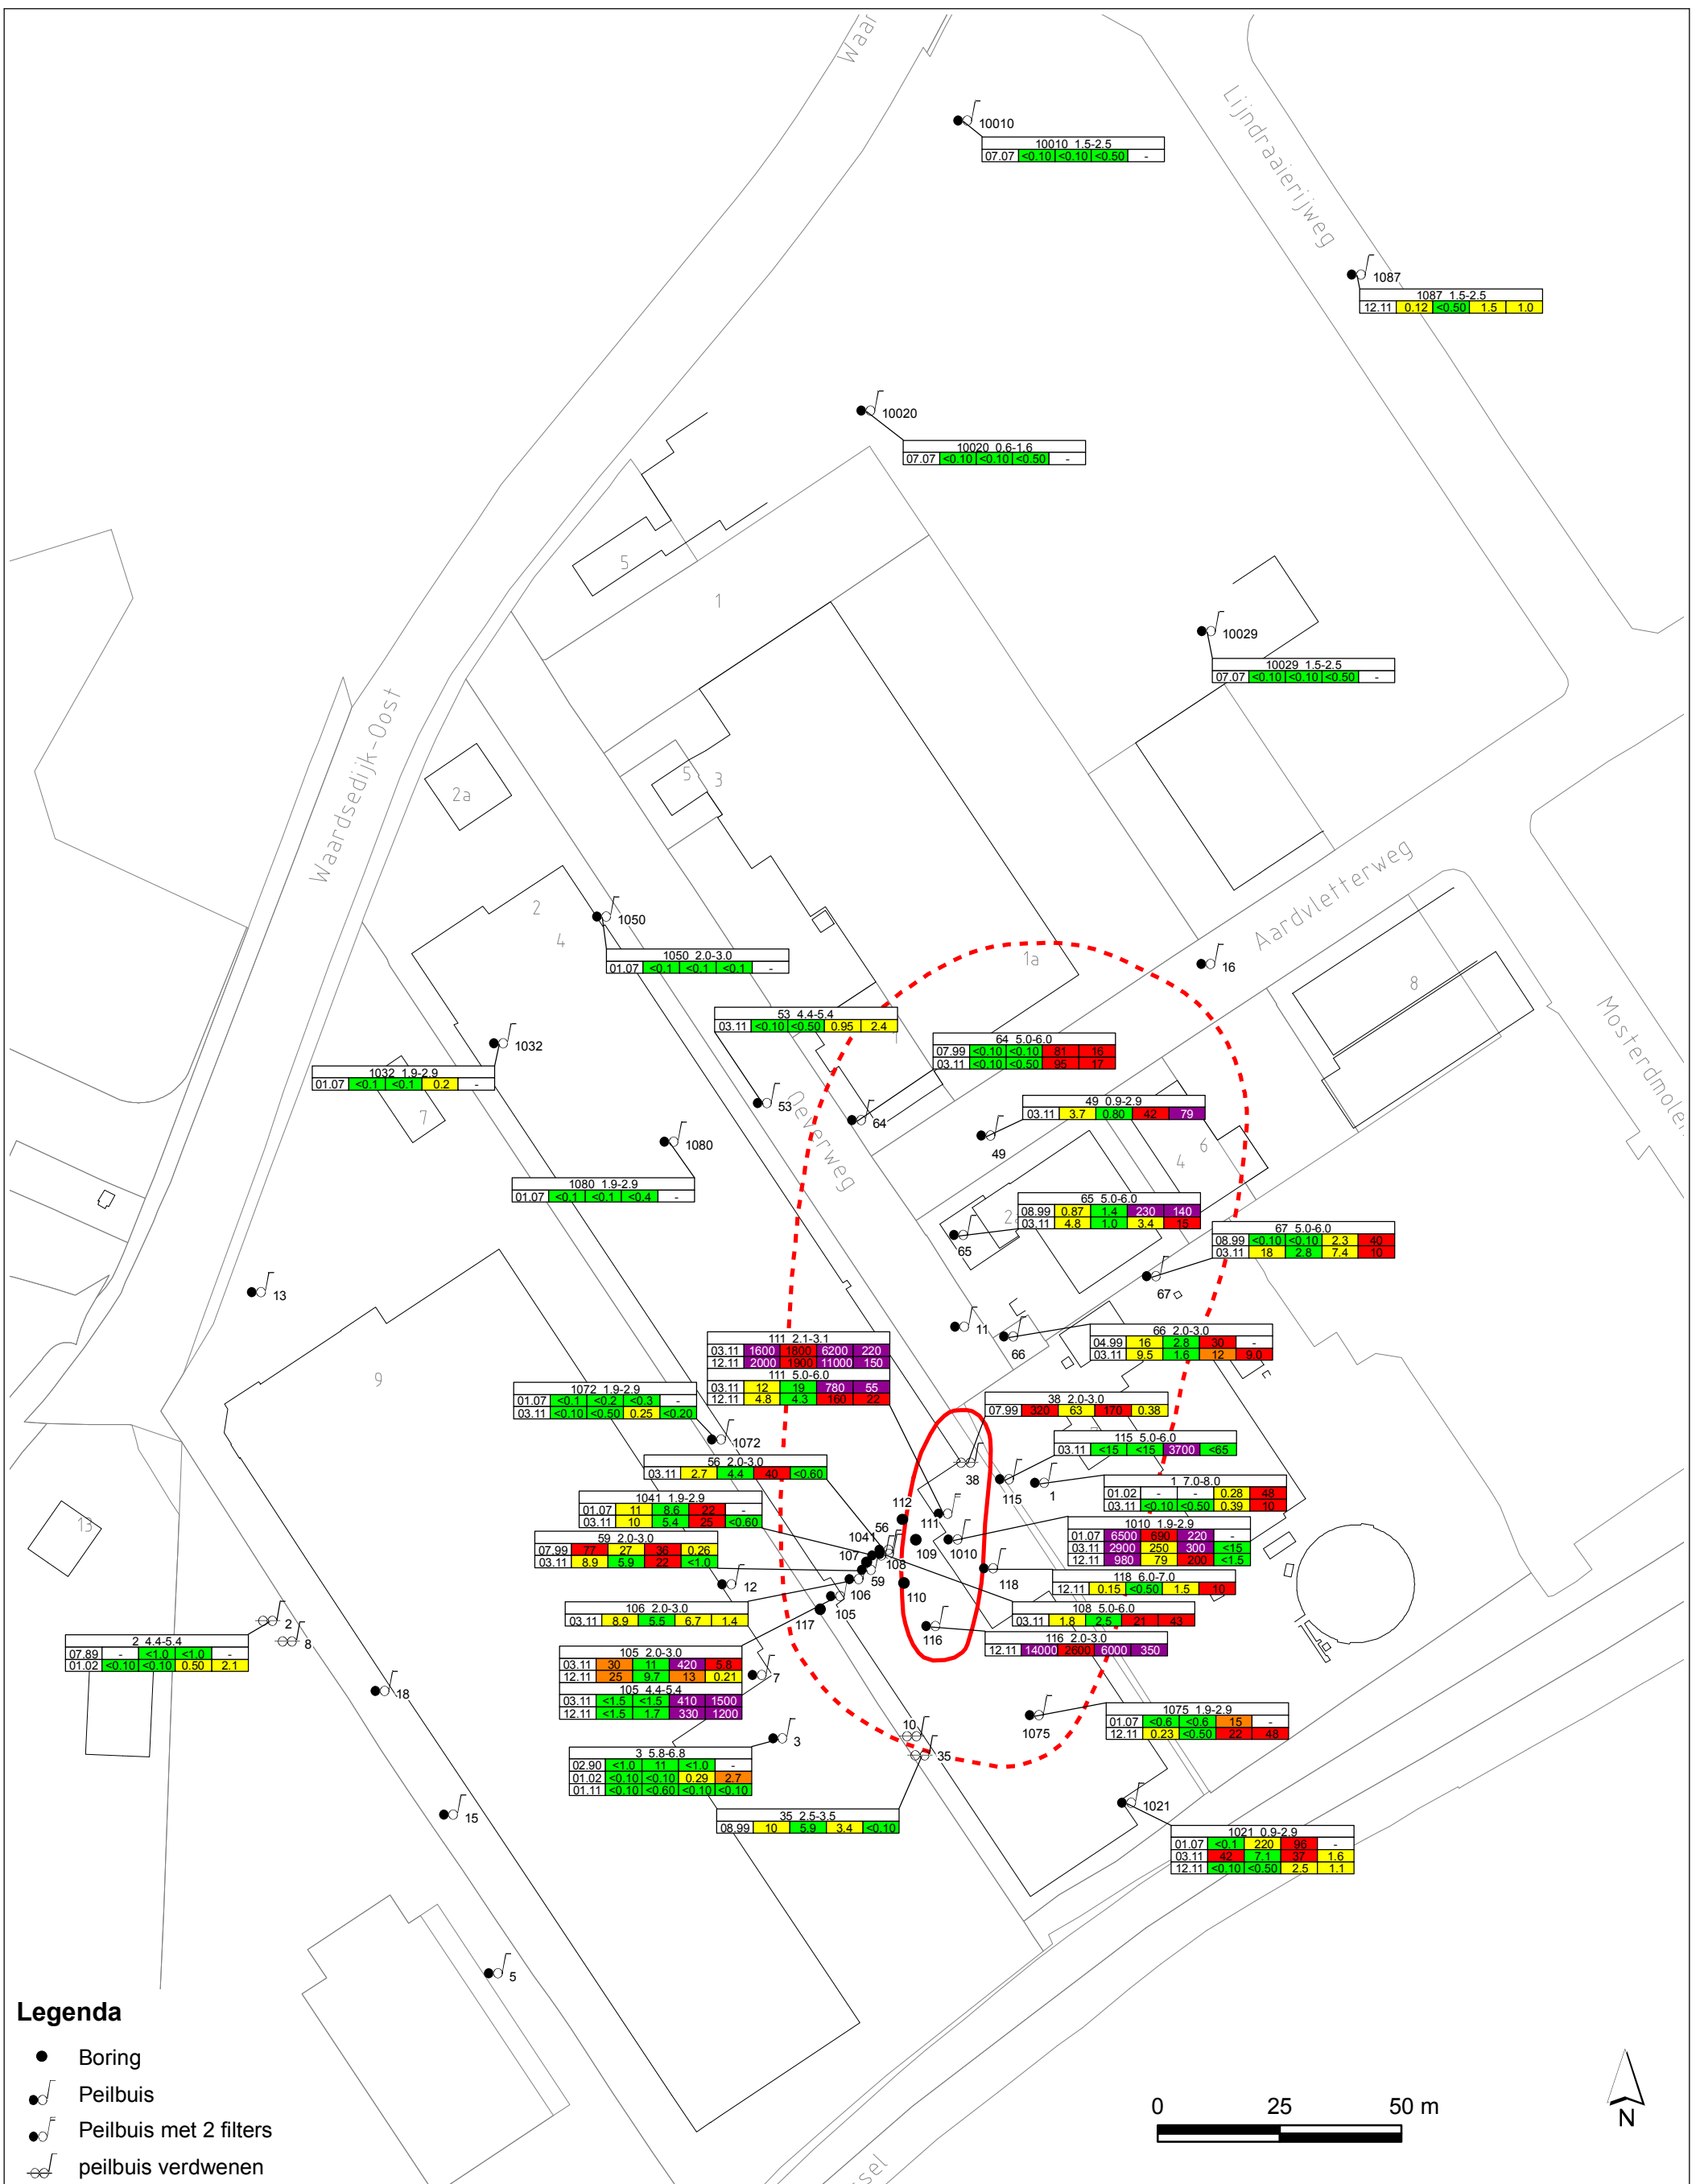 Waar
Lijndraaierijweg
10010
10010 1.5-2.5
07.07 <0.10 <0.10 <0.50 -
1087
1087 1.5-2.5
12.11 0.12 <0.50 1.5 1.0
10020
10020 0.6-1.6
07.07 <0.10 <0.10 <0.50 -
5
1
10029
10029 1.5-2.5
07.07 <0.10 <0.10 <0.50 -
Waardsedijk-Oost
2a
5
3
2
4
1050
1050 2.0-3.0
01.07 <0.1 <0.1 <0.1 -
Aardvletterweg
1a
16
8
Mosterdmole
53 4.4-5.4
03.11 <0.10 <0.50 0.95 2.4
1
1032
1032 1.9-2.9
01.07 <0.1 <0.1 0.2 -
7
64 5.0-6.0
07.99 <0.10 <0.10 81 16
03.11 <0.10 <0.50 95 17
53
64
Oeverweg
49 0.9-2.9
03.11 3.7 0.80 42 79
49
6
4
1080
1080 1.9-2.9
01.07 <0.1 <0.1 <0.4 -
65 5.0-6.0
08.99 0.87 1.4 230 140
03.11 4.8 1.0 3.4 15
2
65
67 5.0-6.0
08.99 <0.10 <0.10 2.3 40
03.11 18 2.8 7.4 10
67
13
11
66
66 2.0-3.0
04.99 16 2.8 30 -
03.11 9.5 1.6 12 9.0
111 2.1-3.1
03.11 1600 1800 6200 220
12.11 2000 1900 11000 150
111 5.0-6.0
03.11 12 19 780 55
12.11 4.8 4.3 160 22
9
1072 1.9-2.9
01.07 <0.1 <0.2 <0.3 -
03.11 <0.10 <0.50 0.25 <0.20
1072
38 2.0-3.0
07.99 320 63 170 0.38
38
115 5.0-6.0
03.11 <15 <15 3700 <65
115
1
1 7.0-8.0
01.02 - - 0.28 48
03.11 <0.10 <0.50 0.39 10
56 2.0-3.0
03.11 2.7 4.4 40 <0.60
1041 1.9-2.9
01.07 11 8.6 22 -
03.11 10 5.4 25 <0.60
13
112
56
111
1041
109
1010
1010 1.9-2.9
01.07 6500 690 220 -
03.11 2900 250 300 <15
12.11 980 79 200 <1.5
59 2.0-3.0
07.99 77 27 36 0.26
03.11 8.9 5.9 22 <1.0
107
108
59
12
106
110
118
118 6.0-7.0
12.11 0.15 <0.50 1.5 10
106 2.0-3.0
03.11 8.9 5.5 6.7 1.4
105
117
108 5.0-6.0
03.11 1.8 2.5 21 43
116
116 2.0-3.0
12.11 14000 2600 6000 350
2
8
2 4.4-5.4
07.89 - <1.0 <1.0 -
01.02 <0.10 <0.10 0.50 2.1
105 2.0-3.0
03.11 30 11 420 5.8
12.11 25 9.7 13 0.21
105 4.4-5.4
03.11 <1.5 <1.5 410 1500
12.11 <1.5 1.7 330 1200
7
18
10
1075
1075 1.9-2.9
01.07 <0.6 <0.6 15 -
12.11 0.23 <0.50 22 48
3
35
3 5.8-6.8
02.90 <1.0 11 <1.0 -
01.02 <0.10 <0.10 0.29 2.7
01.11 <0.10 <0.60 <0.10 <0.10
1021
15
35 2.5-3.5
08.99 10 5.9 3.4 <0.10
1021 0.9-2.9
01.07 <0.1 220 96 -
03.11 42 7.1 37 1.6
12.11 <0.10 <0.50 2.5 1.1
5
Legenda
Boring
Peilbuis
Peilbuis met 2 filters
peilbuis verdwenen
0 25 50 m
N
ssel